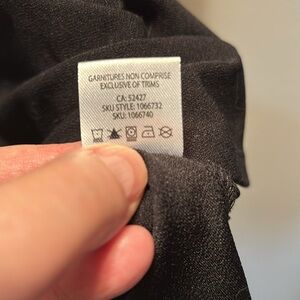 GARNITURES NON COMPRISE
EXCLUSIVE OF TRIMS
CA: 52427
SKU STYLE: 1066732
SKU: 1066740